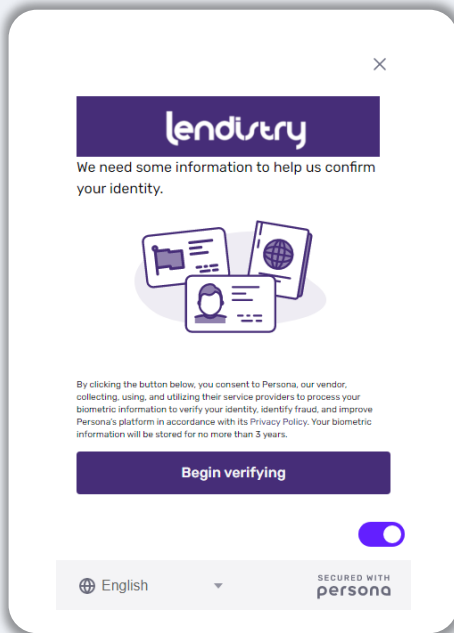 lendistry
We need some information to help us confirm
your identity.
By clicking the button below, you consent to Persona, our vendor,
collecting, using, and utilizing their service providers to process your
biometric information to verify your identity, identify fraud, and improve
Persona's platform in accordance with its Privacy Policy. Your biometric
information will be stored for no more than 3 years.
Begin verifying
English
SECURED WITH
persona